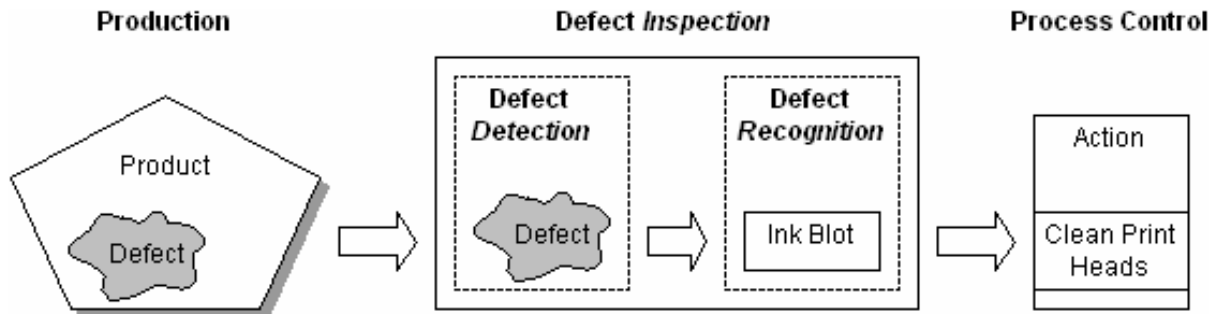 Production
Defect Inspection
Process Control
Product
Defect
Defect
Detection
Defect
Defect
Recognition
Ink Blot
Action
Clean Print
Heads